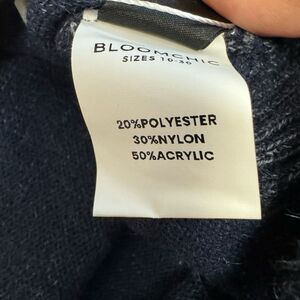 BLOOMCHIC
SIZES 10-30
20%POLYESTER
30%NYLON
50%ACRYLIC